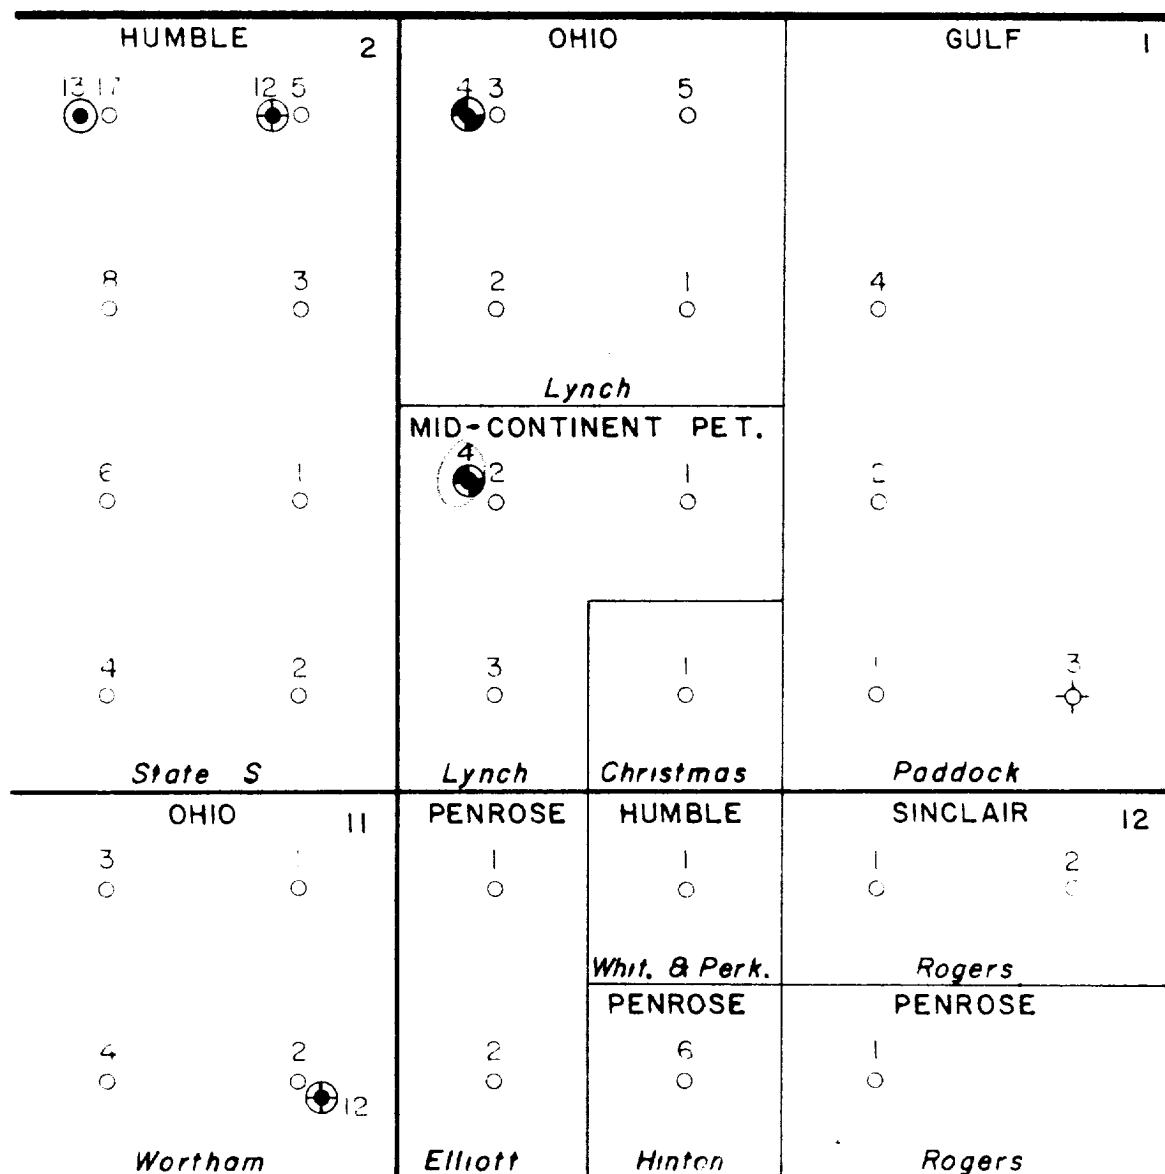 HUMBLE 2 OHIO GULF 1
13 17 12 5 4 3 5
8 3 2 1 4
Lynch
MID-CONTINENT PET.
4
6 1 2 1 2
4 2 3 1 1 3
State S Lynch Christmas Paddock
OHIO 11 PENROSE HUMBLE SINCLAIR 12
3 1 1 1 1 2
Whit. & Perk. Rogers
PENROSE PENROSE
4 2 2 6 1
12
Wortham Elliott Hinton Rogers